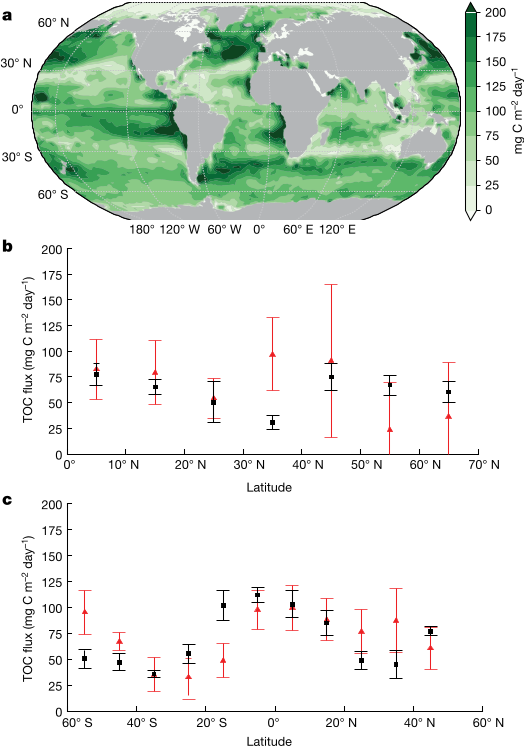 a
60° N
30° N
0°
30° S
60° S
180° 120° W 60° W 0° 60° E 120° E
200
175
150
125
100
75
50
25
0
mg C m⁻² day⁻¹
b
200
175
150
125
100
75
50
25
0
TOC flux (mg C m⁻² day⁻¹)
0° 10° N 20° N 30° N 40° N 50° N 60° N 70° N
Latitude
c
200
175
150
125
100
75
50
25
0
TOC flux (mg C m⁻² day⁻¹)
60° S 40° S 20° S 0° 20° N 40° N 60° N
Latitude